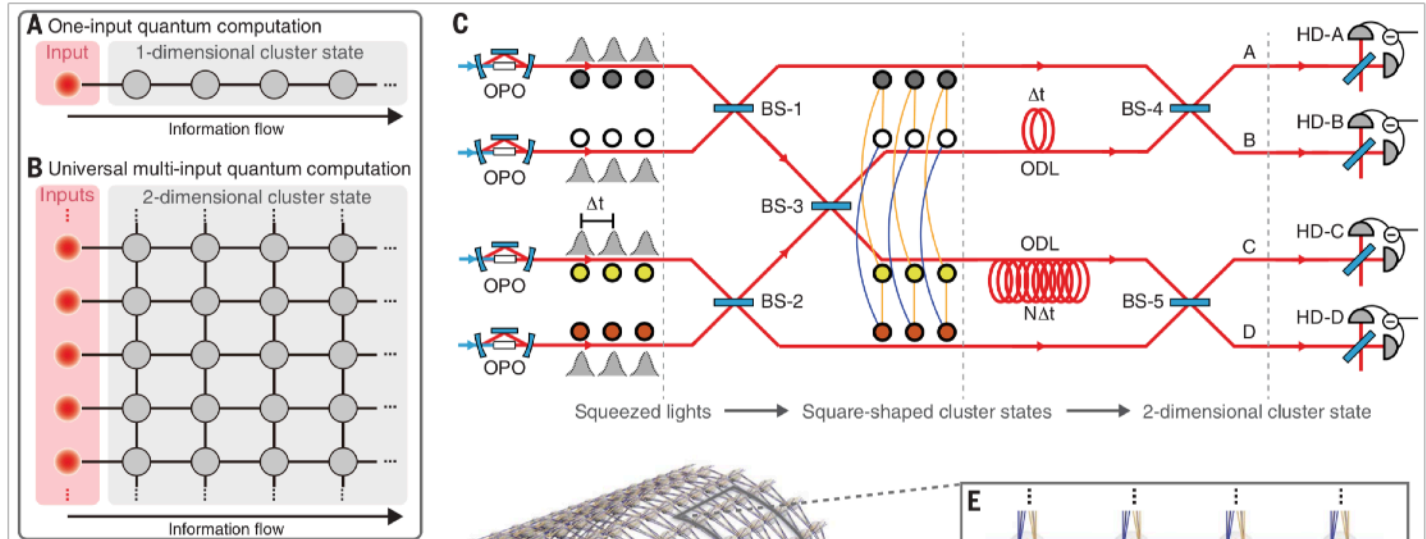 A One-input quantum computation
Input
1-dimensional cluster state
...
Information flow
B Universal multi-input quantum computation
Inputs
2-dimensional cluster state
...
...
...
...
...
Information flow
C
OPO
OPO
Δt
OPO
OPO
BS-1
BS-2
BS-3
Δt
ODL
ODL
NΔt
BS-4
BS-5
A
B
C
D
HD-A
HD-B
HD-C
HD-D
Squeezed lights
Square-shaped cluster states
2-dimensional cluster state
E